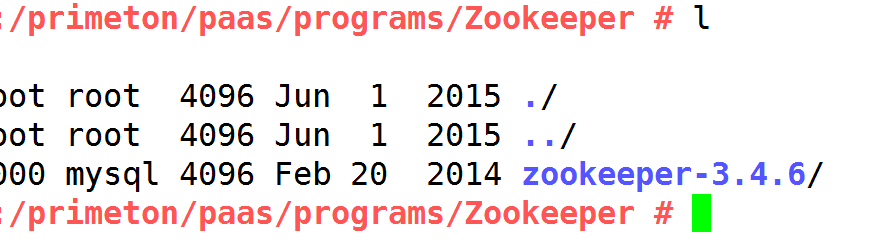 :/primeton/paas/programs/Zookeeper # l
oot root 4096 Jun 1 2015 ./
oot root 4096 Jun 1 2015 ../
000 mysql 4096 Feb 20 2014 zookeeper-3.4.6/
:/primeton/paas/programs/Zookeeper #